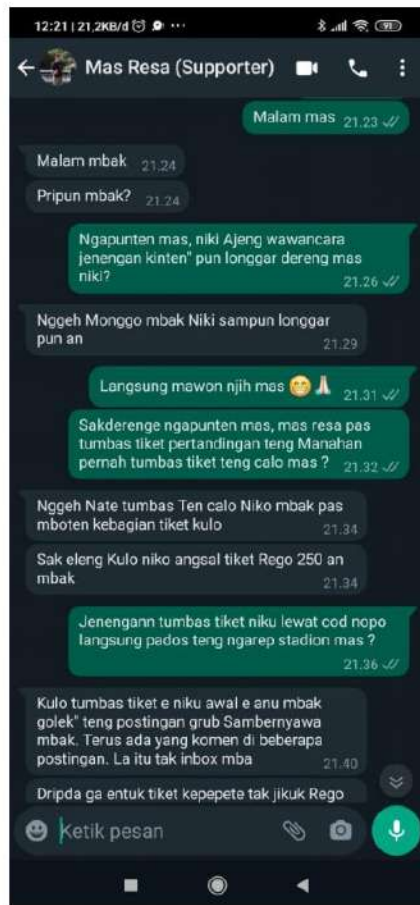 12:21 | 21,2KB/d
91
Mas Resa (Supporter)
Malam mas 21.23
Malam mbak 21.24
Pripun mbak? 21.24
Ngapunten mas, niki Ajeng wawancara
jenengan kinten" pun longgar dereng mas
niki?
21.26
Nggeh Monggo mbak Niki sampun longgar
pun an
21.29
Langsung mawon njih mas 😁🙏🏻 21.31
Sakderenge ngapunten mas, mas resa pas
tumbas tiket pertandingan teng Manahan
pernah tumbas tiket teng calo mas ? 21.32
Nggeh Nate tumbas Ten calo Niko mbak pas
mboten kebagian tiket kulo
21.34
Sak eleng Kulo niko angsal tiket Rego 250 an
mbak
21.34
Jenengann tumbas tiket niku lewat cod nopo
langsung pados teng ngarep stadion mas ?
21.36
Kulo tumbas tiket e niku awal e anu mbak
golek" teng postingan grub Sambernyawa
mbak. Terus ada yang komen di beberapa
postingan. La itu tak inbox mba
21.40
Dripda ga entuk tiket kepepete tak jikuk Rego
Ketik pesan